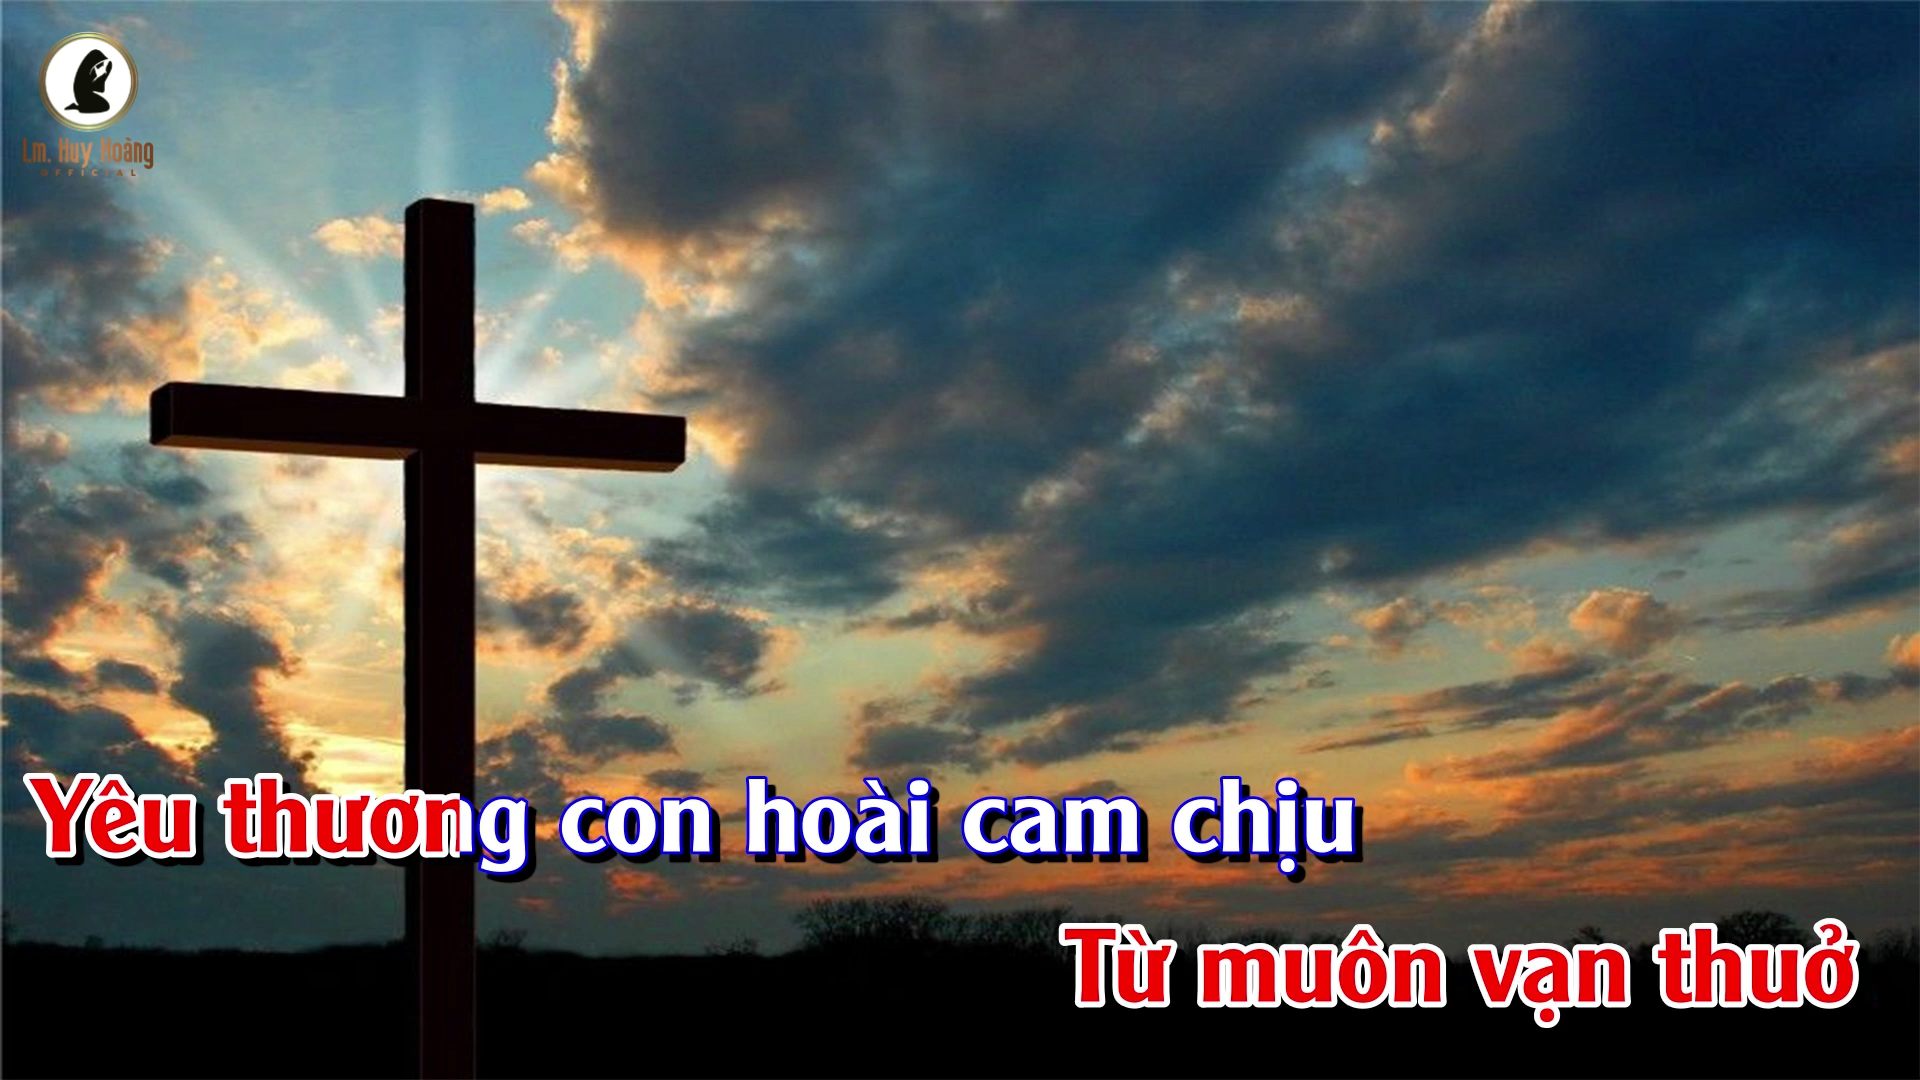 Lm. Huy Hoàng
OFFICIAL
Yêu thương con hoài cam chịu
Từ muôn vạn thuở